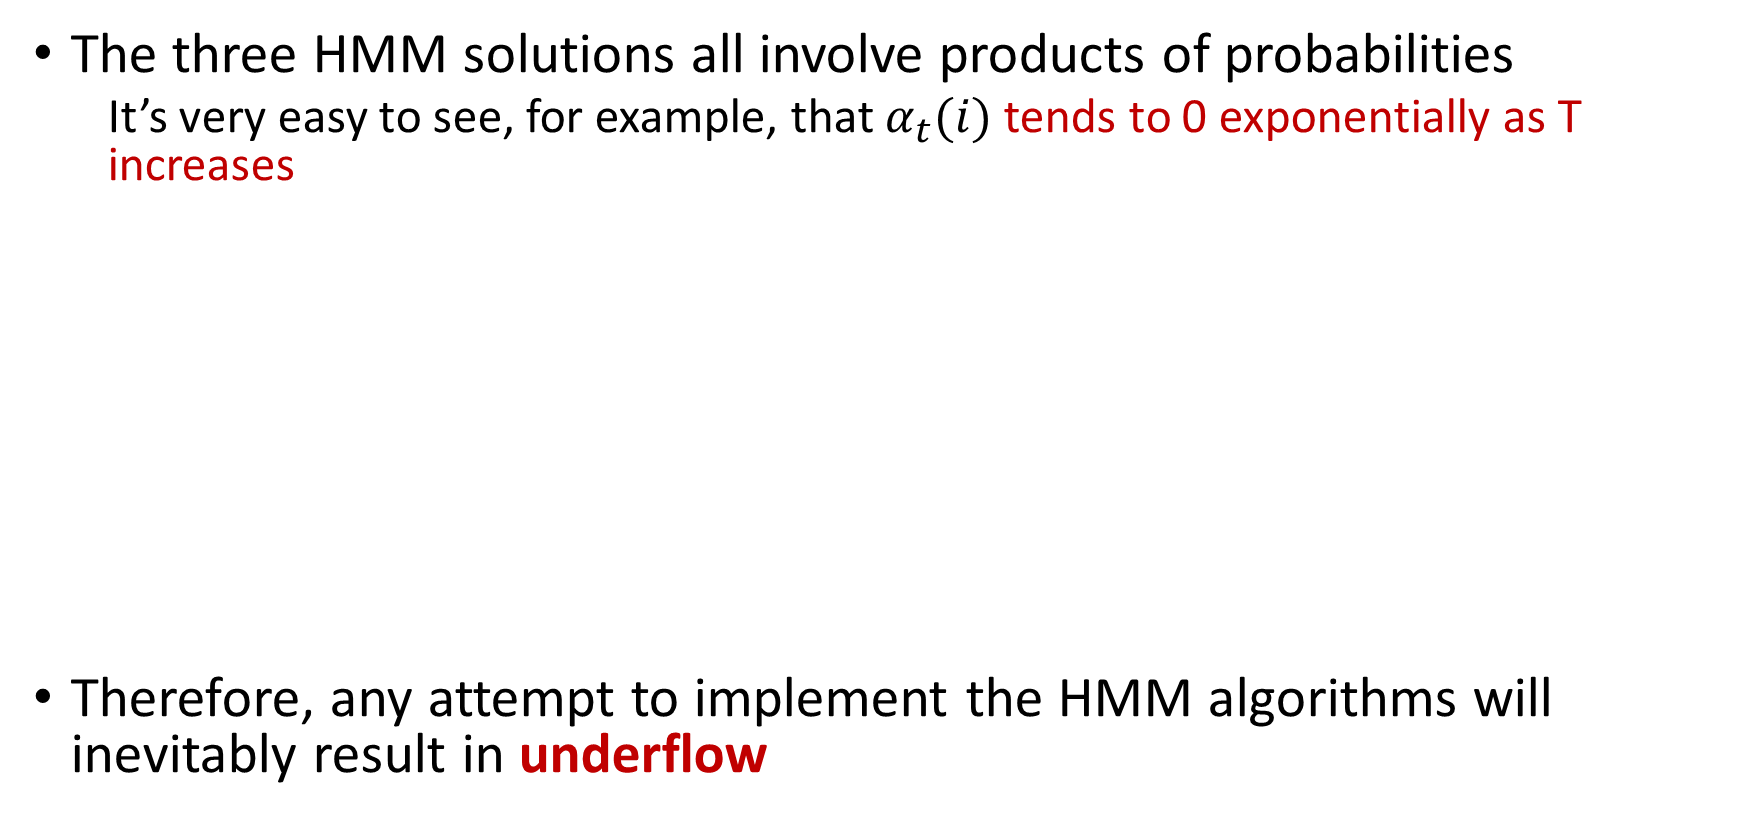 • The three HMM solutions all involve products of probabilities
It’s very easy to see, for example, that 𝛼ₜ(𝑖) tends to 0 exponentially as T
increases
• Therefore, any attempt to implement the HMM algorithms will
inevitably result in underflow